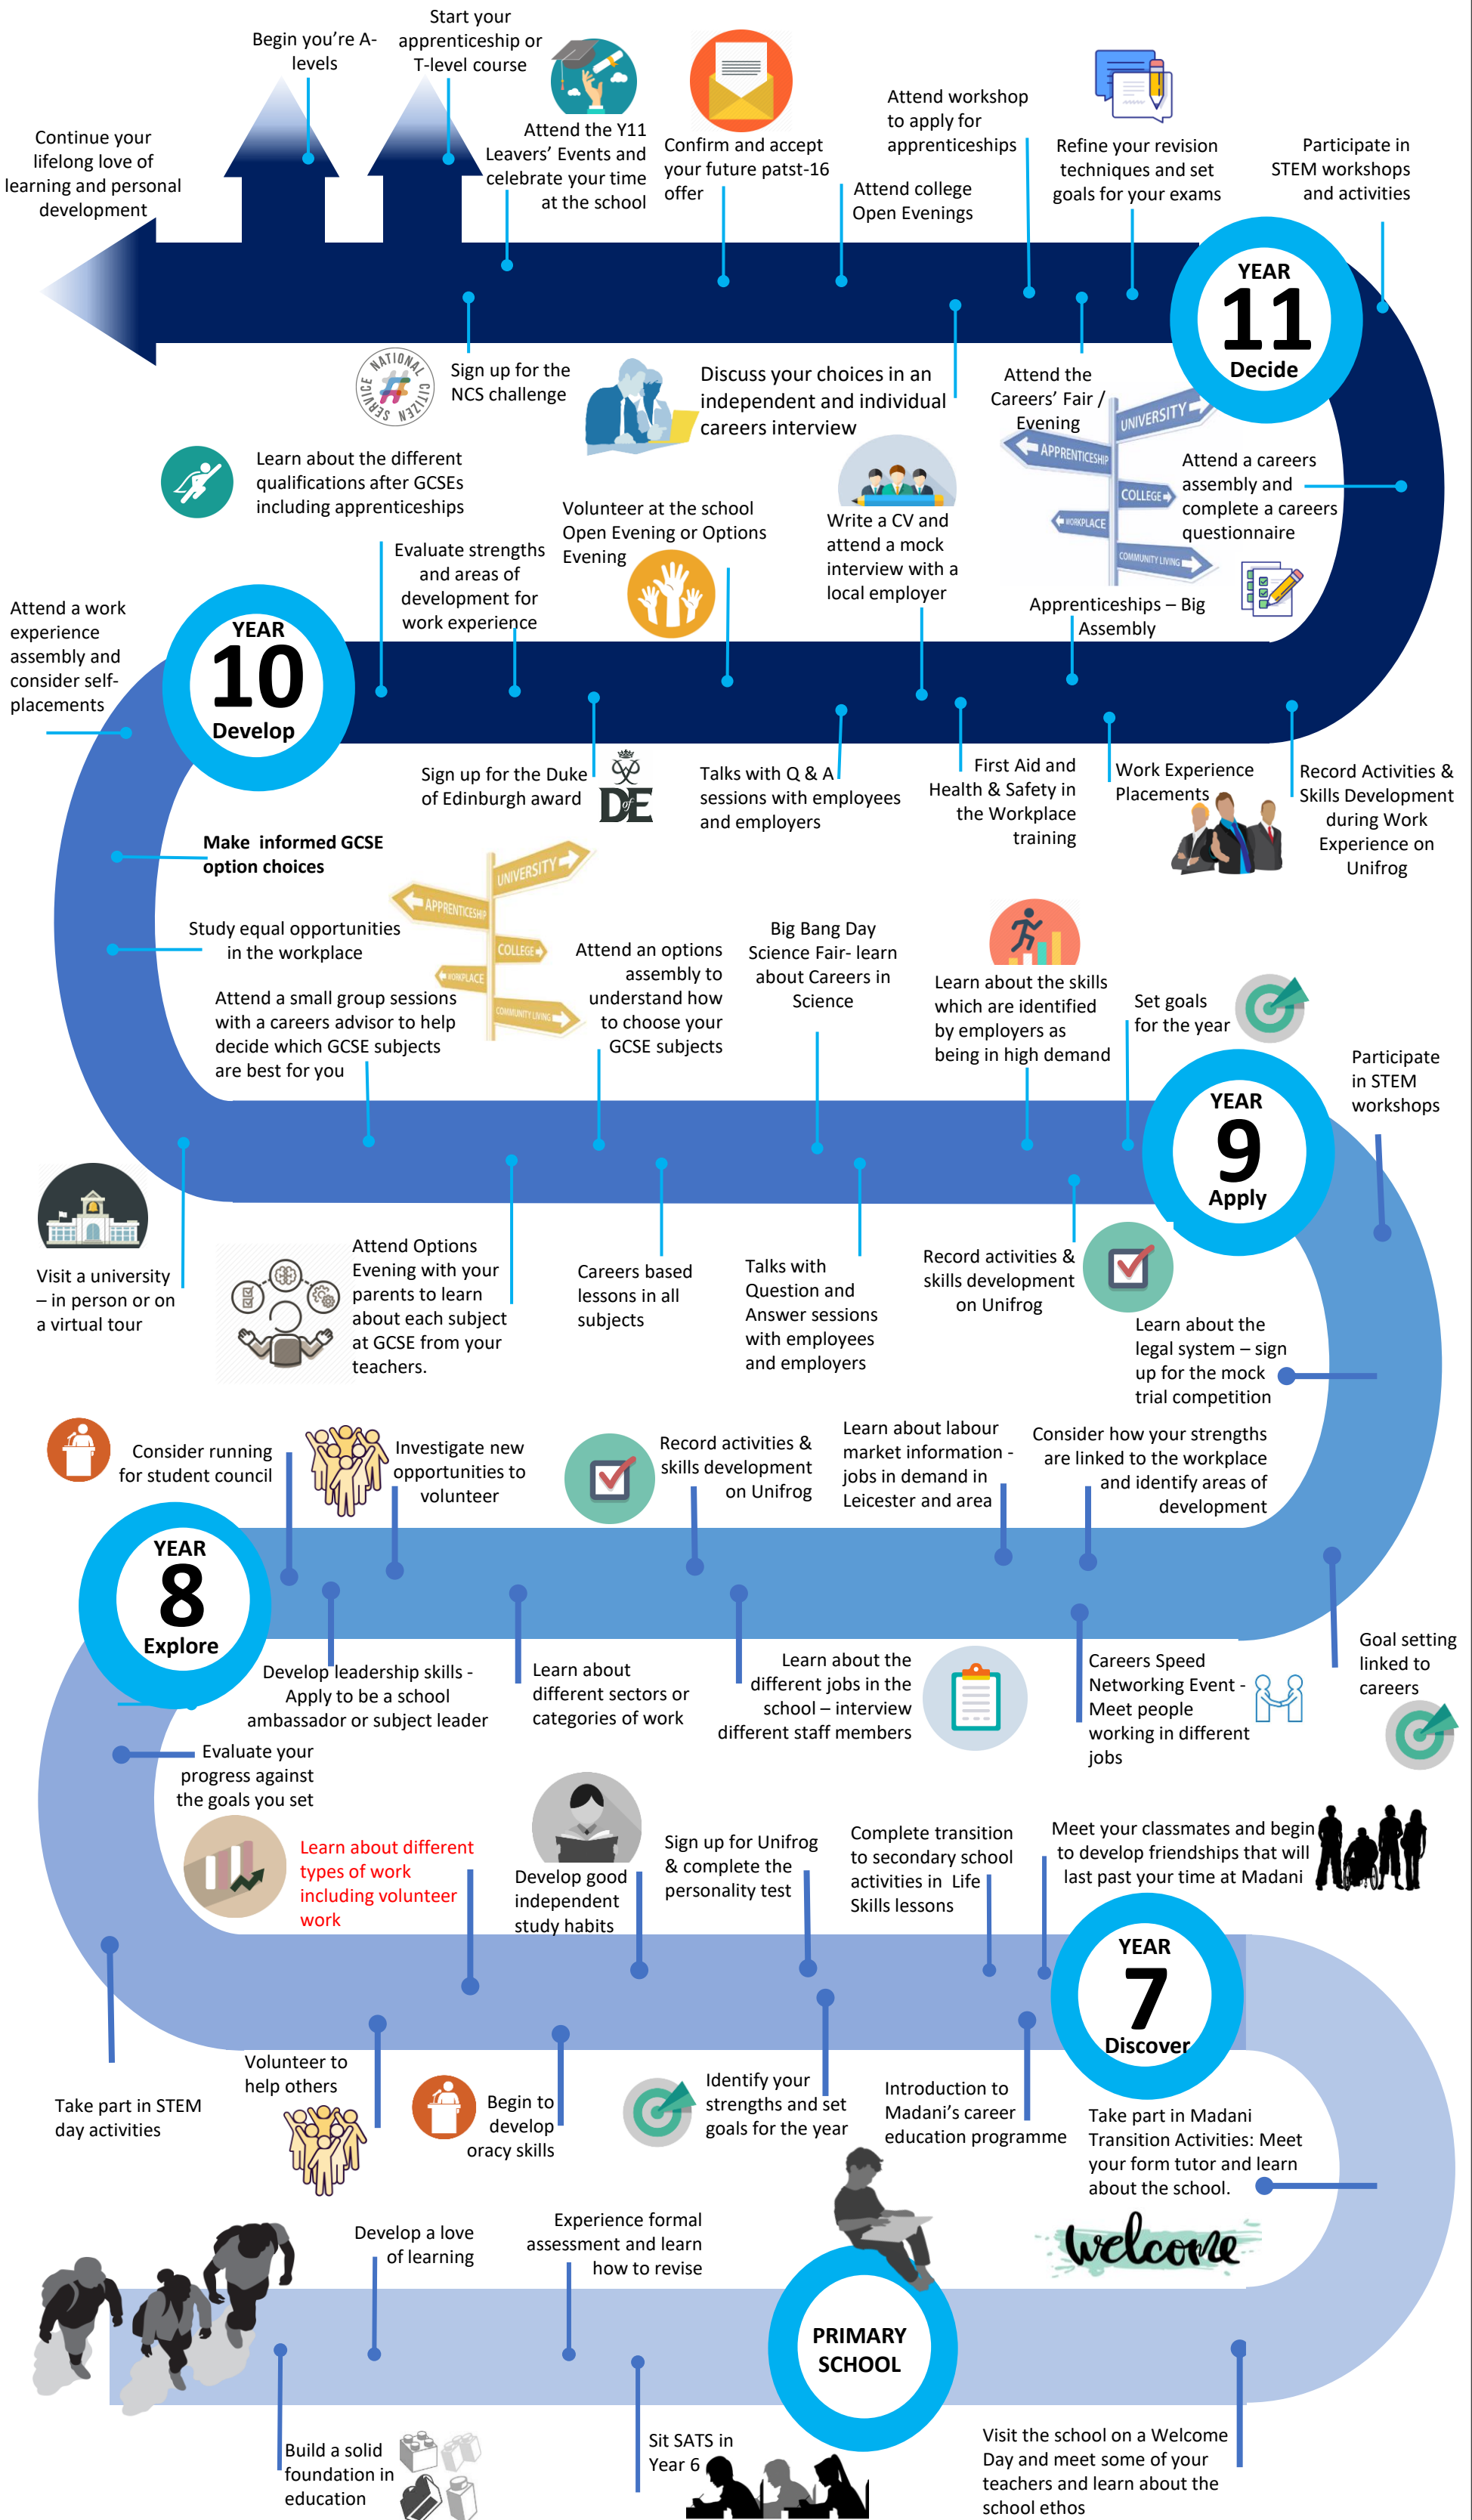 Start your
apprenticeship or
T-level course
Begin you're A-
levels
Continue your
lifelong love of
learning and personal
development
Attend the Y11
Leavers' Events and
celebrate your time
at the school
Confirm and accept
your future patst-16
offer
Attend college
Open Evenings
Attend workshop
to apply for
apprenticeships
Refine your revision
techniques and set
goals for your exams
Participate in
STEM workshops
and activities
YEAR
11
Decide
NATIONAL CITIZEN SERVICE
Sign up for the
NCS challenge
Discuss your choices in an
independent and individual
careers interview
Attend the
Careers' Fair /
Evening
UNIVERSITY
APPRENTICESHIP
COLLEGE
WORKPLACE
COMMUNITY LIVING
Attend a careers
assembly and
complete a careers
questionnaire
Learn about the different
qualifications after GCSEs
including apprenticeships
Evaluate strengths
and areas of
development for
work experience
Volunteer at the school
Open Evening or Options
Evening
Write a CV and
attend a mock
interview with a
local employer
Apprenticeships – Big
Assembly
Attend a work
experience
assembly and
consider self-
placements
YEAR
10
Develop
Sign up for the Duke
of Edinburgh award
DofE
Talks with Q & A
sessions with employees
and employers
First Aid and
Health & Safety in
the Workplace
training
Work Experience
Placements
Record Activities &
Skills Development
during Work
Experience on
Unifrog
Make informed GCSE
option choices
Study equal opportunities
in the workplace
Attend a small group sessions
with a careers advisor to help
decide which GCSE subjects
are best for you
UNIVERSITY
APPRENTICESHIP
COLLEGE
WORKPLACE
COMMUNITY LIVING
Attend an options
assembly to
understand how
to choose your
GCSE subjects
Big Bang Day
Science Fair- learn
about Careers in
Science
Learn about the skills
which are identified
by employers as
being in high demand
Set goals
for the year
YEAR
9
Apply
Participate
in STEM
workshops
Visit a university
– in person or on
a virtual tour
Attend Options
Evening with your
parents to learn
about each subject
at GCSE from your
teachers.
Careers based
lessons in all
subjects
Talks with
Question and
Answer sessions
with employees
and employers
Record activities &
skills development
on Unifrog
Learn about the
legal system – sign
up for the mock
trial competition
Consider running
for student council
Investigate new
opportunities to
volunteer
Record activities &
skills development
on Unifrog
Learn about labour
market information -
jobs in demand in
Leicester and area
Consider how your strengths
are linked to the workplace
and identify areas of
development
YEAR
8
Explore
Develop leadership skills -
Apply to be a school
ambassador or subject leader
Learn about
different sectors or
categories of work
Learn about the
different jobs in the
school – interview
different staff members
Careers Speed
Networking Event -
Meet people
working in different
jobs
Goal setting
linked to
careers
Evaluate your
progress against
the goals you set
Learn about different
types of work
including volunteer
work
Develop good
independent
study habits
Sign up for Unifrog
& complete the
personality test
Complete transition
to secondary school
activities in Life
Skills lessons
Meet your classmates and begin
to develop friendships that will
last past your time at Madani
YEAR
7
Discover
Take part in STEM
day activities
Volunteer to
help others
Begin to
develop
oracy skills
Identify your
strengths and set
goals for the year
Introduction to
Madani's career
education programme
Take part in Madani
Transition Activities: Meet
your form tutor and learn
about the school.
welcome
Develop a love
of learning
Experience formal
assessment and learn
how to revise
PRIMARY
SCHOOL
Build a solid
foundation in
education
Sit SATS in
Year 6
Visit the school on a Welcome
Day and meet some of your
teachers and learn about the
school ethos